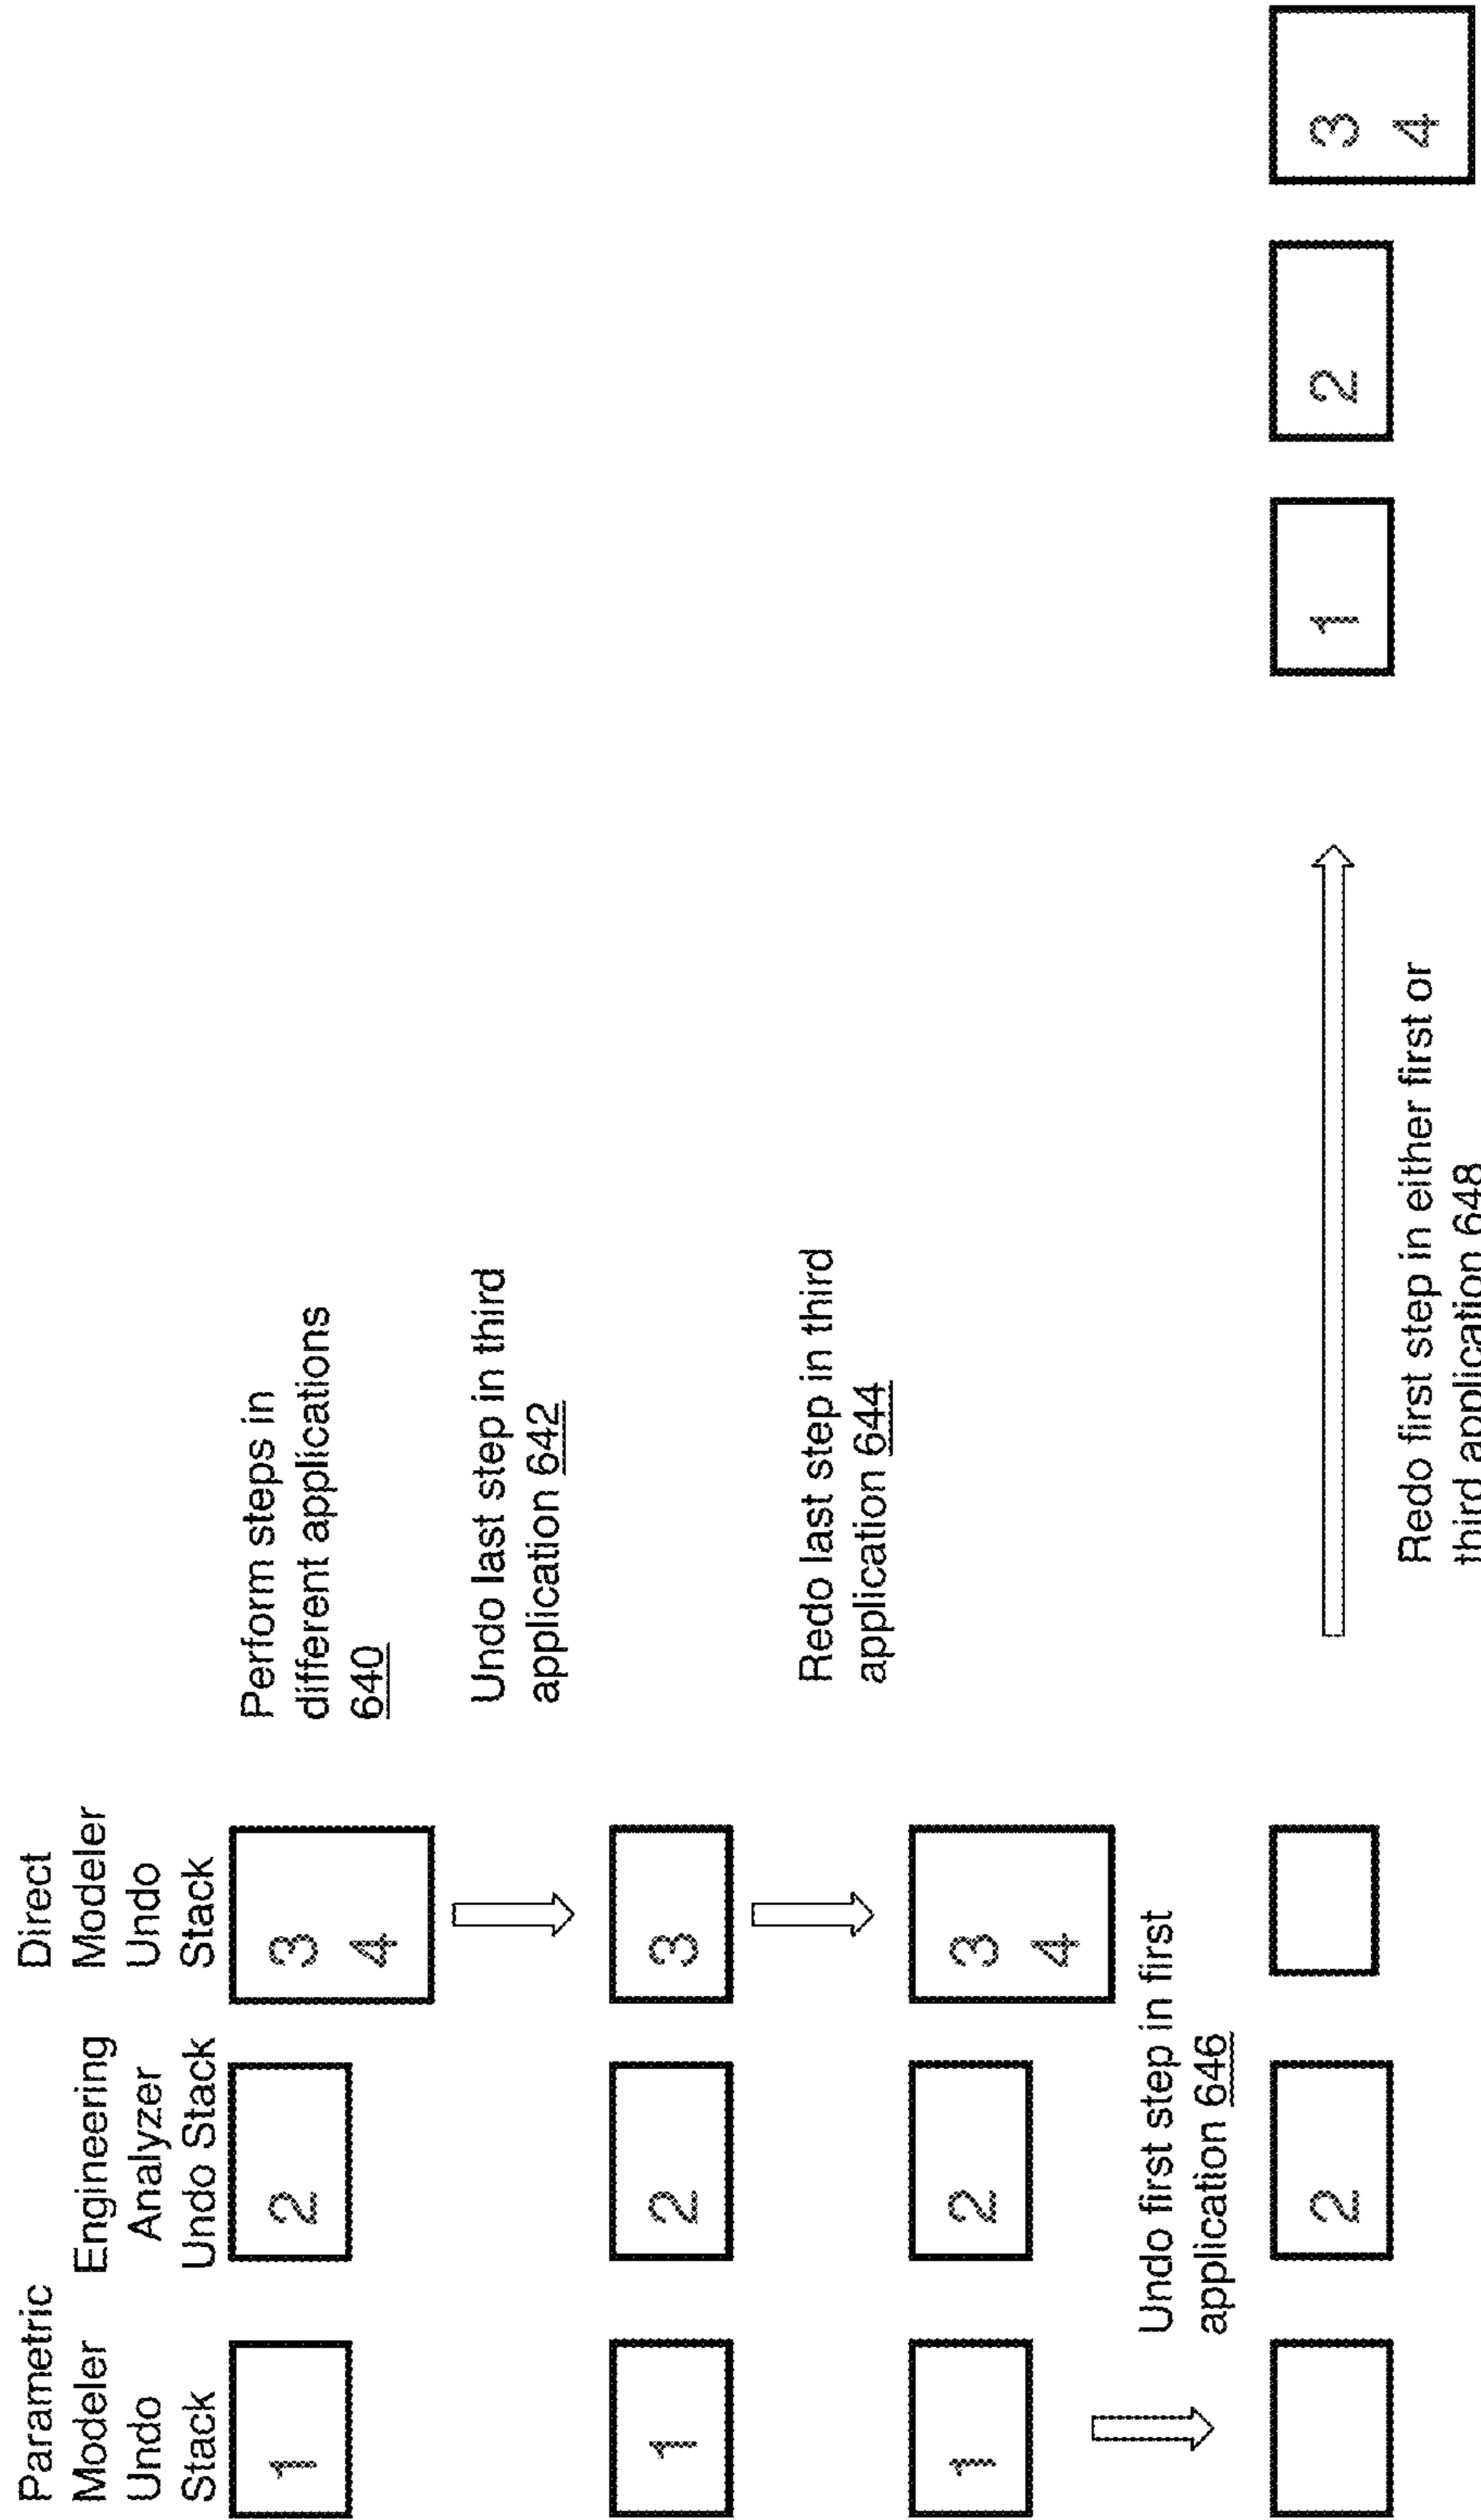 Parametric
Modeler
Undo
Stack
Engineering
Analyzer
Undo Stack
Direct
Modeler
Undo
Stack
1
2
3
4
Perform steps in
different applications
640
Undo last step in third
application 642
1
2
3
Redo last step in third
application 644
1
2
3
4
Undo first step in first
application 646
2
Redo first step in either first or
third application 648
1
2
3
4